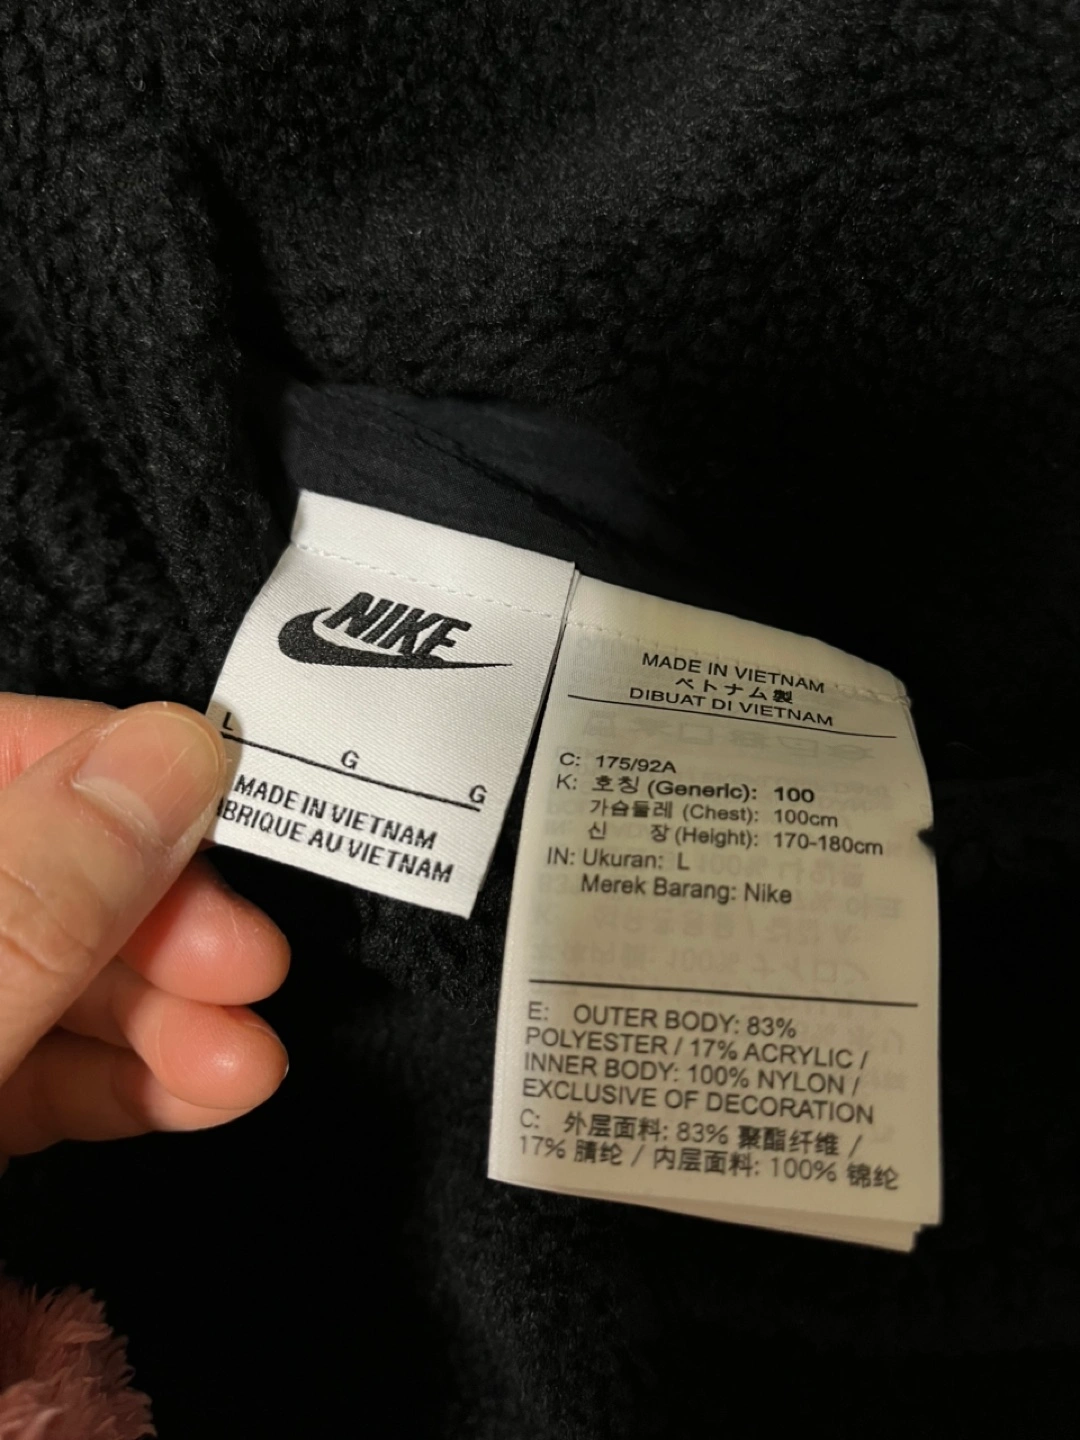 NIKE
L
G
G
MADE IN VIETNAM
BRIQUE AU VIETNAM
MADE IN VIETNAM
ベトナム製
DIBUAT DI VIETNAM
C: 175/92A
K: 호칭 (Generic): 100
가슴둘레 (Chest): 100cm
신 장 (Height): 170-180cm
IN: Ukuran: L
Merek Barang: Nike
E: OUTER BODY: 83%
POLYESTER / 17% ACRYLIC /
INNER BODY: 100% NYLON /
EXCLUSIVE OF DECORATION
C: 外层面料: 83% 聚酯纤维 /
17% 腈纶 / 内层面料: 100% 锦纶